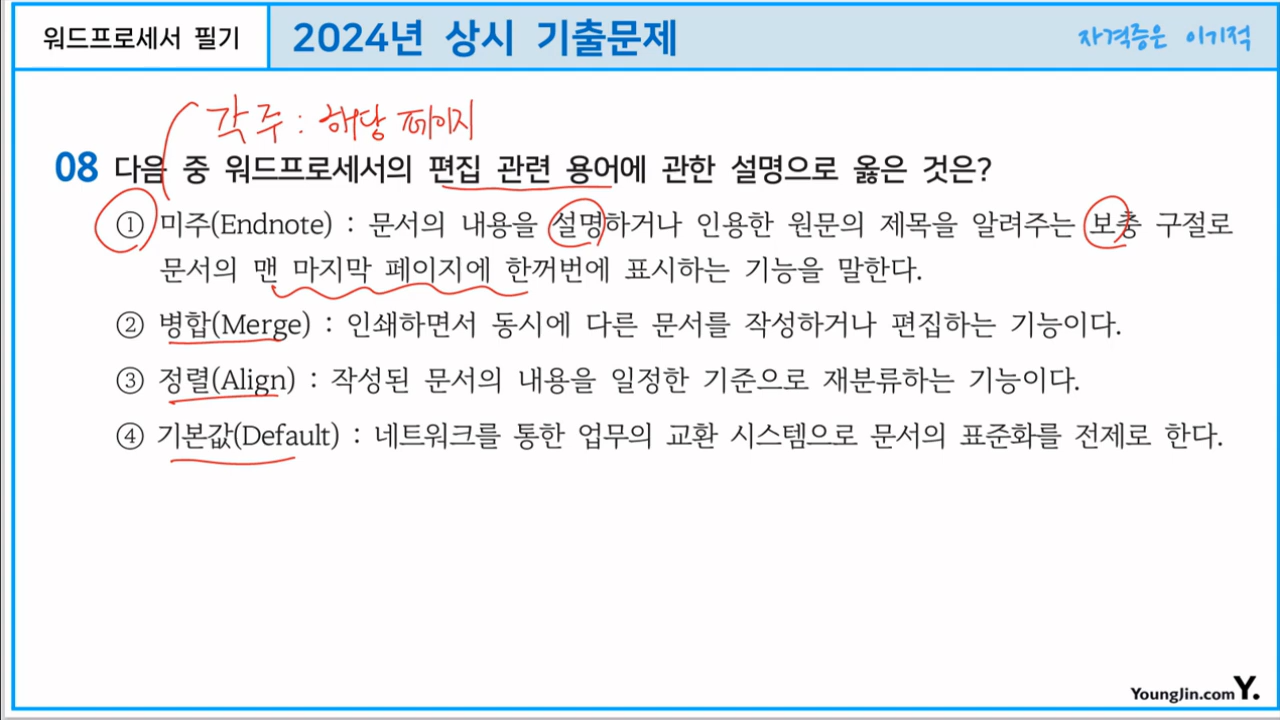 워드프로세서 필기
2024년 상시 기출문제
자격증은 이기적
각주 : 해당 페이지
08 다음 중 워드프로세서의 편집 관련 용어에 관한 설명으로 옳은 것은?
① 미주(Endnote) : 문서의 내용을 설명하거나 인용한 원문의 제목을 알려주는 보충 구절로
문서의 맨 마지막 페이지에 한꺼번에 표시하는 기능을 말한다.
② 병합(Merge) : 인쇄하면서 동시에 다른 문서를 작성하거나 편집하는 기능이다.
③ 정렬(Align) : 작성된 문서의 내용을 일정한 기준으로 재분류하는 기능이다.
④ 기본값(Default) : 네트워크를 통한 업무의 교환 시스템으로 문서의 표준화를 전제로 한다.
YoungJin.com Y.